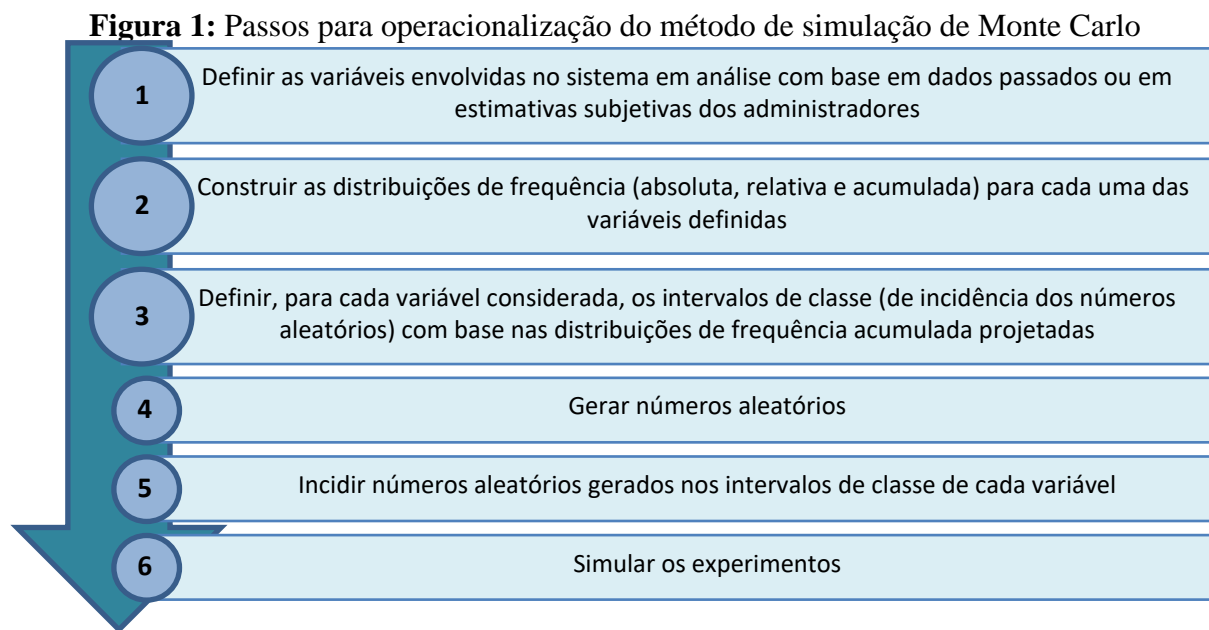 Figura 1: Passos para operacionalização do método de simulação de Monte Carlo
1
Definir as variáveis envolvidas no sistema em análise com base em dados passados ou em
estimativas subjetivas dos administradores
2
Construir as distribuições de frequência (absoluta, relativa e acumulada) para cada uma das
variáveis definidas
3
Definir, para cada variável considerada, os intervalos de classe (de incidência dos números
aleatórios) com base nas distribuições de frequência acumulada projetadas
4
Gerar números aleatórios
5
Incidir números aleatórios gerados nos intervalos de classe de cada variável
6
Simular os experimentos